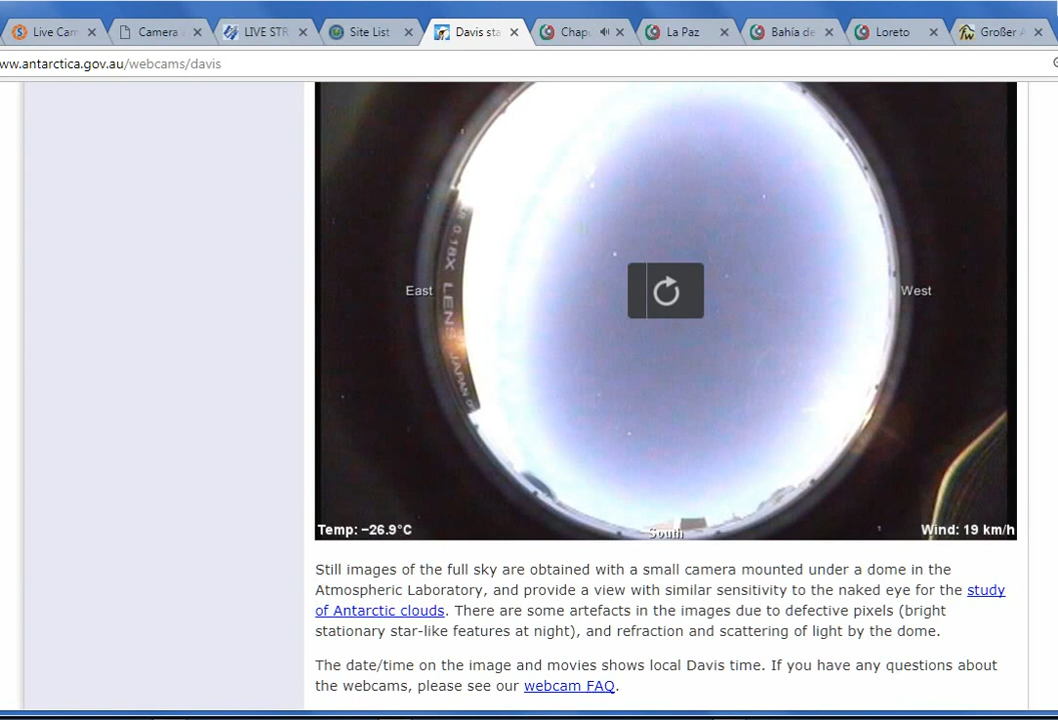 Live Cam
Camera
LIVE STR
Site List
Davis sta
Chapu
La Paz
Bahía de
Loreto
Großer A
ww.antarctica.gov.au/webcams/davis
0.18X LENS JAPAN
East
West
Temp: −26.9°C
South
Wind: 19 km/h
Still images of the full sky are obtained with a small camera mounted under a dome in the
Atmospheric Laboratory, and provide a view with similar sensitivity to the naked eye for the study
of Antarctic clouds. There are some artefacts in the images due to defective pixels (bright
stationary star-like features at night), and refraction and scattering of light by the dome.
The date/time on the image and movies shows local Davis time. If you have any questions about
the webcams, please see our webcam FAQ.